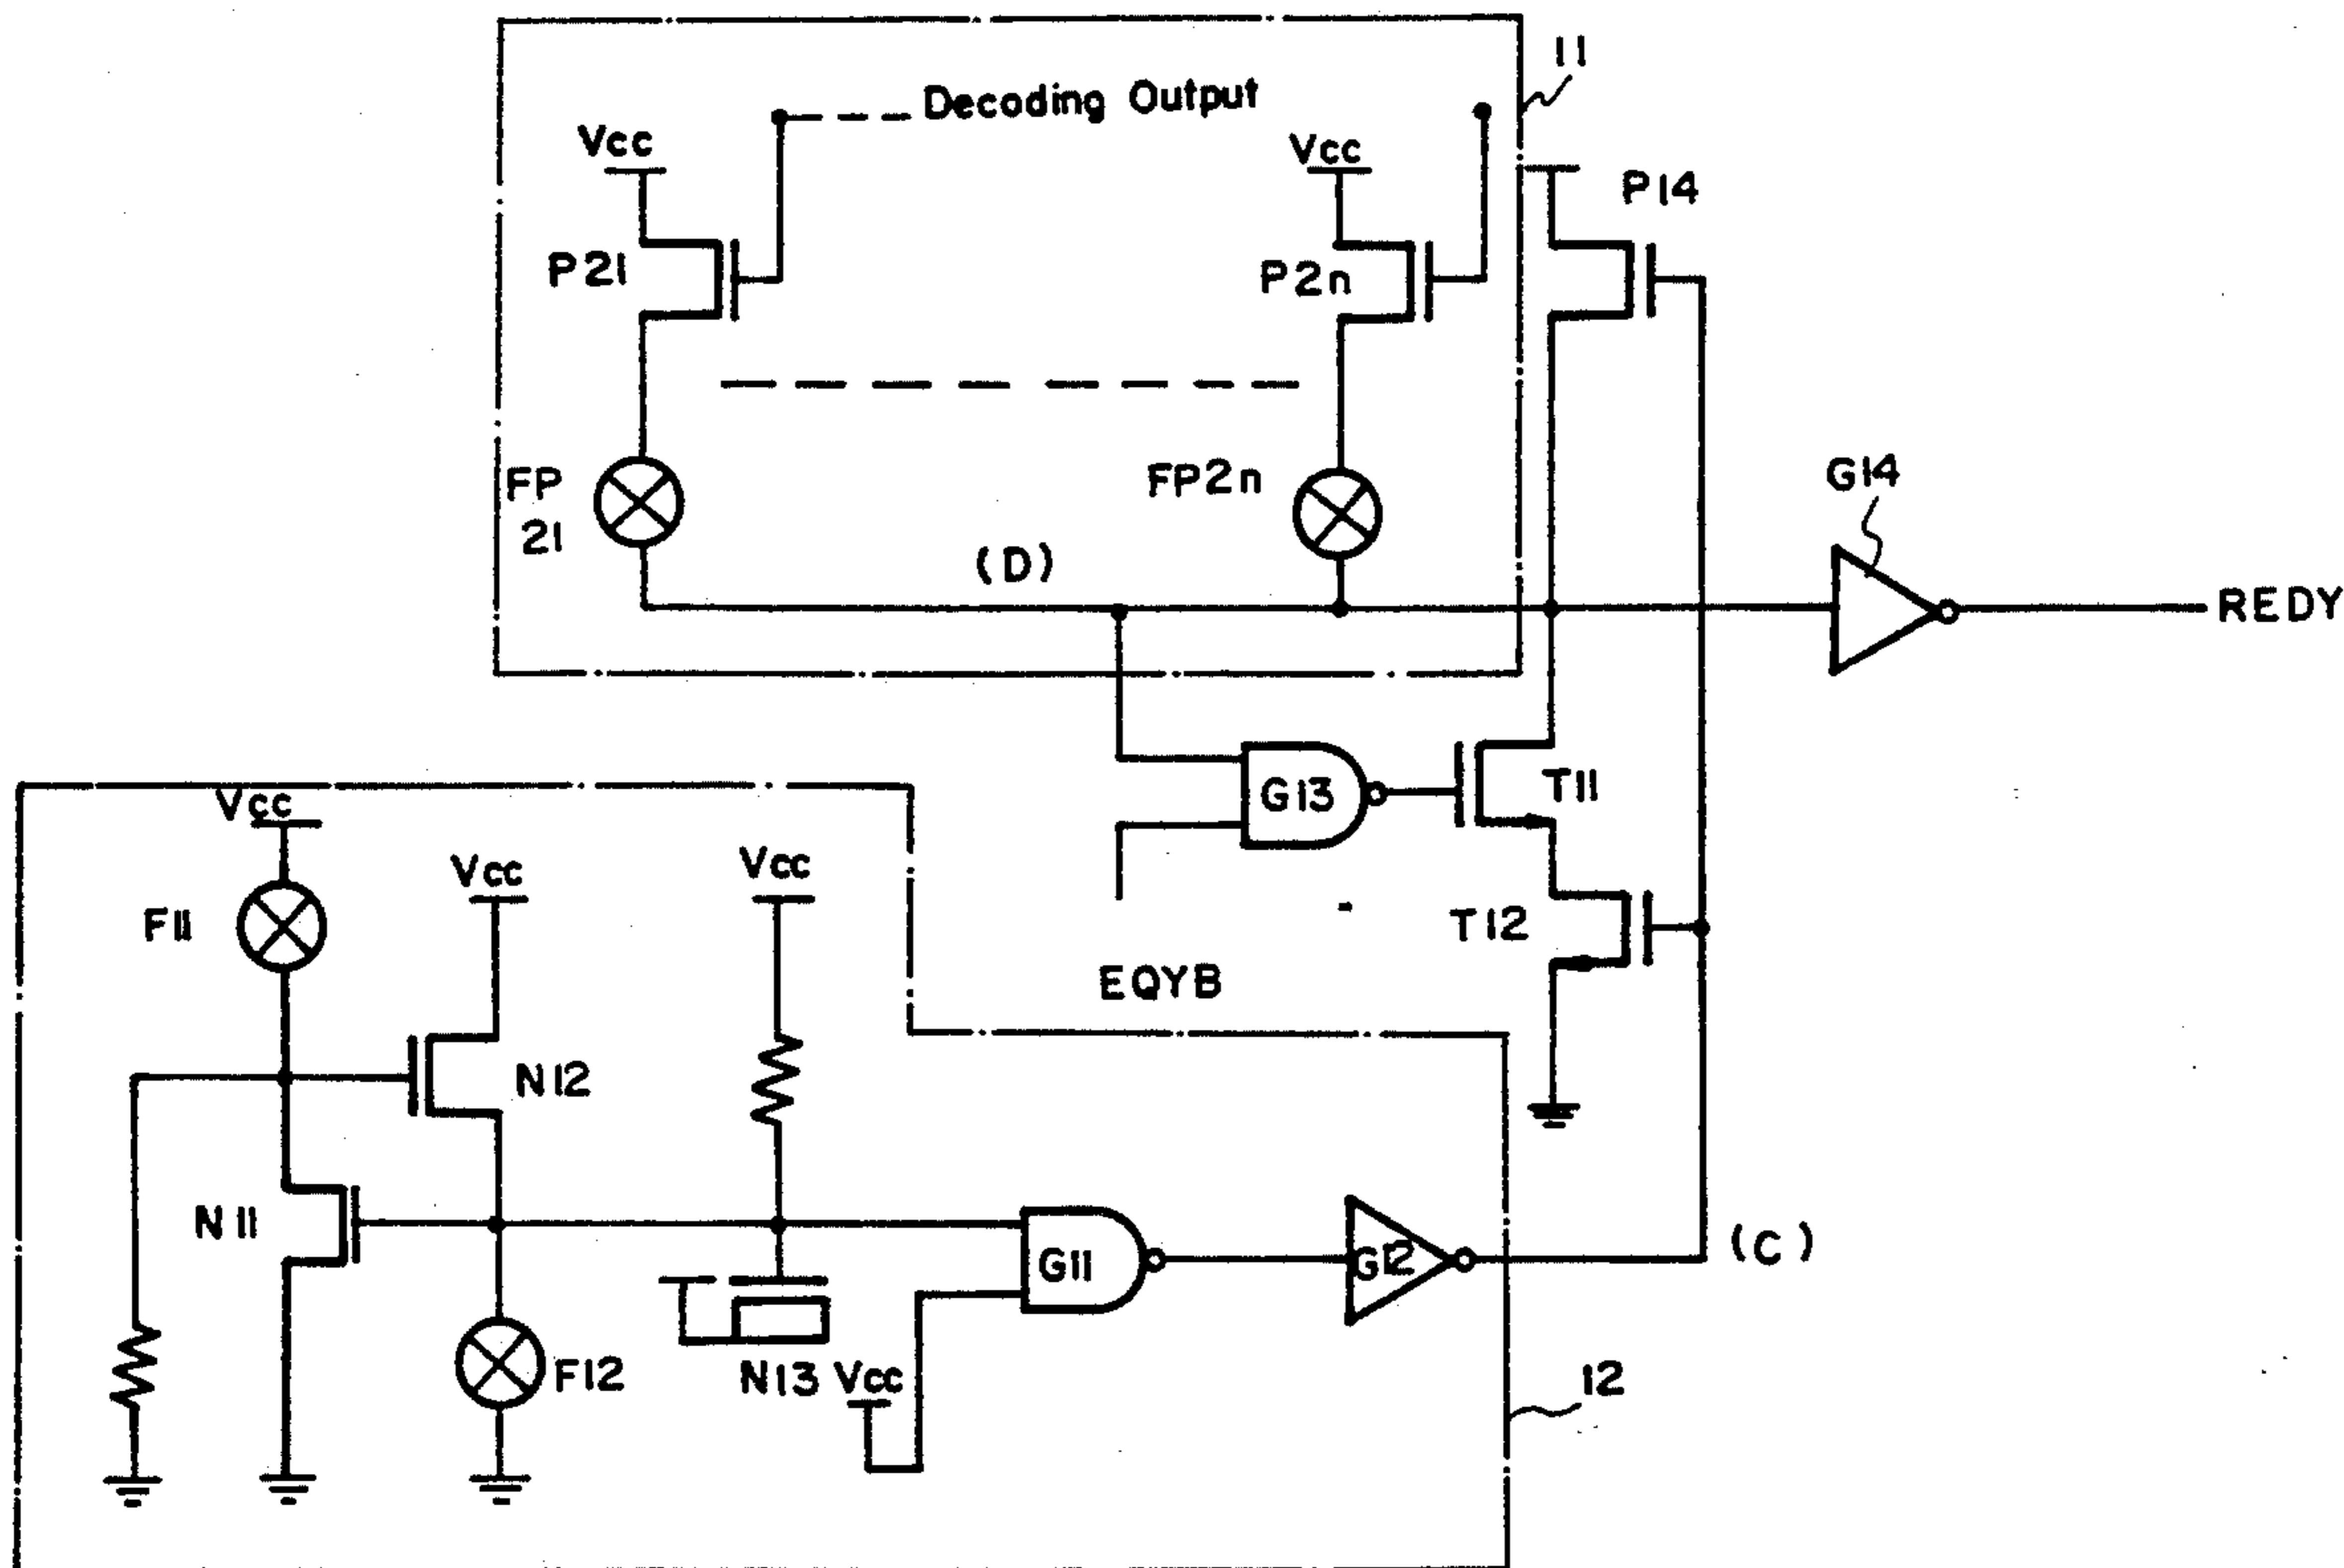 11
Decoding Output
Vcc
Vcc
P14
P21
P2n
FP
21
FP2n
G14
(D)
REDY
G13
T11
Vcc
Vcc
Vcc
F11
T12
EQYB
N12
N11
G11
G12
(C)
F12
N13
Vcc
12